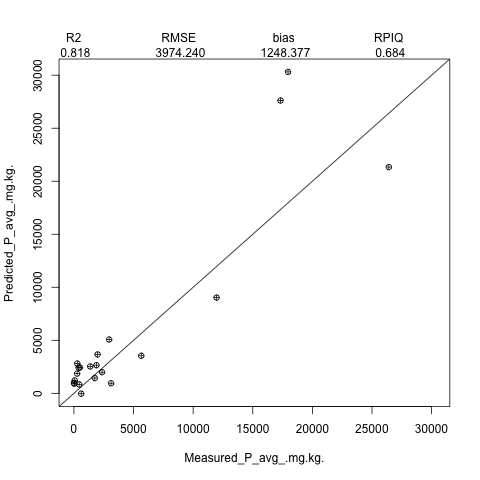 R2 RMSE bias RPIQ
0.818 3974.240 1248.377 0.684
Predicted_P_avg_.mg.kg.
30000
25000
20000
15000
10000
5000
0
0 5000 10000 15000 20000 25000 30000
Measured_P_avg_.mg.kg.